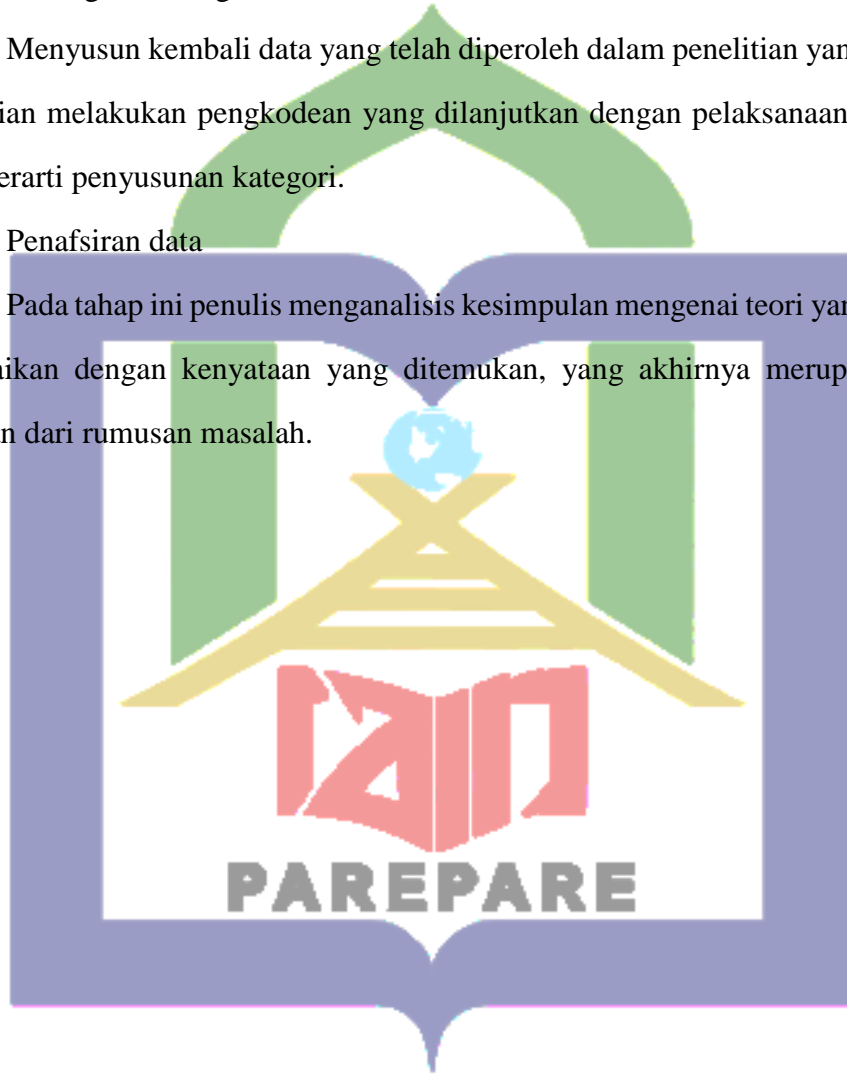 Menyusun kembali data yang telah diperoleh dalam penelitian yan
ian melakukan pengkodean yang dilanjutkan dengan pelaksanaan
erarti penyusunan kategori.
Penafsiran data
Pada tahap ini penulis menganalisis kesimpulan mengenai teori yan
aikan dengan kenyataan yang ditemukan, yang akhirnya merup
n dari rumusan masalah.
iain
PAREPARE